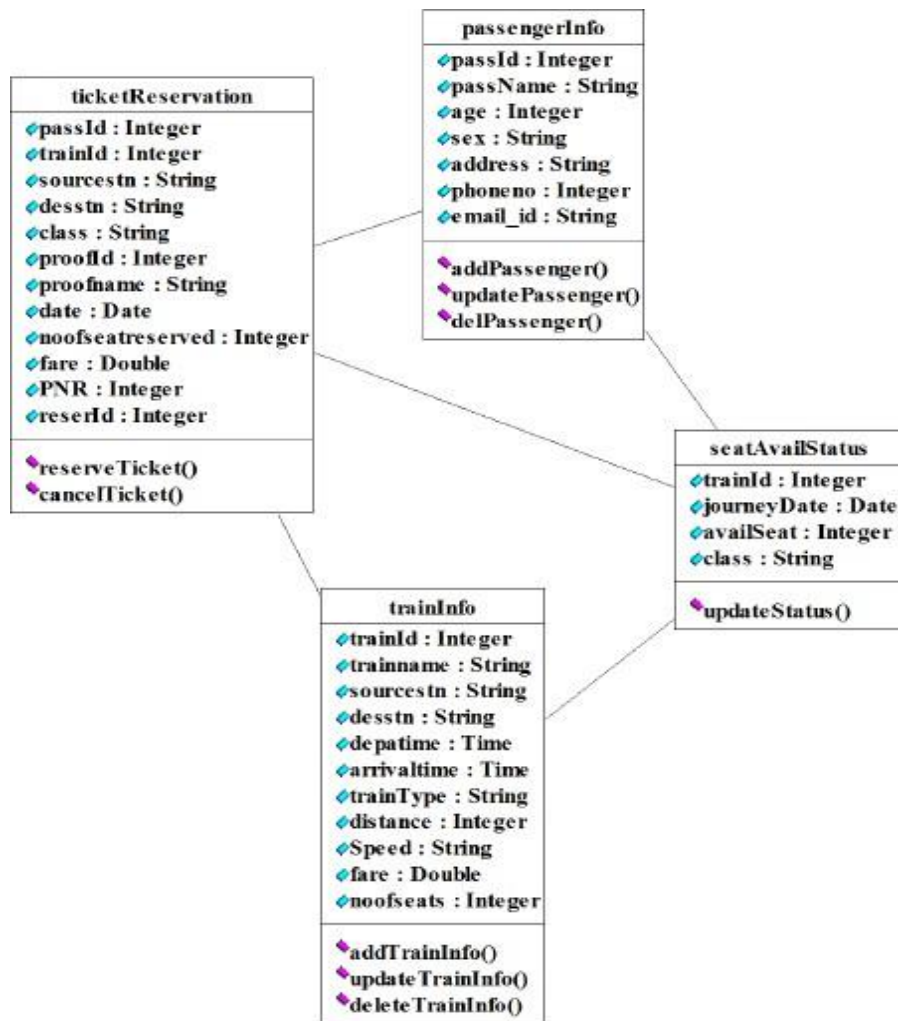 passengerInfo
passId : Integer
passName : String
age : Integer
sex : String
address : String
phoneno : Integer
email_id : String
addPassenger()
updatePassenger()
delPassenger()
ticketReservation
passId : Integer
trainId : Integer
sourcestn : String
desstn : String
class : String
proofId : Integer
proofname : String
date : Date
noofseatreserved : Integer
fare : Double
PNR : Integer
reserId : Integer
reserveTicket()
cancelTicket()
seatAvailStatus
trainId : Integer
journeyDate : Date
availSeat : Integer
class : String
updateStatus()
trainInfo
trainId : Integer
trainname : String
sourcestn : String
desstn : String
depatime : Time
arrivaltime : Time
trainType : String
distance : Integer
Speed : String
fare : Double
noofseats : Integer
addTrainInfo()
updateTrainInfo()
deleteTrainInfo()